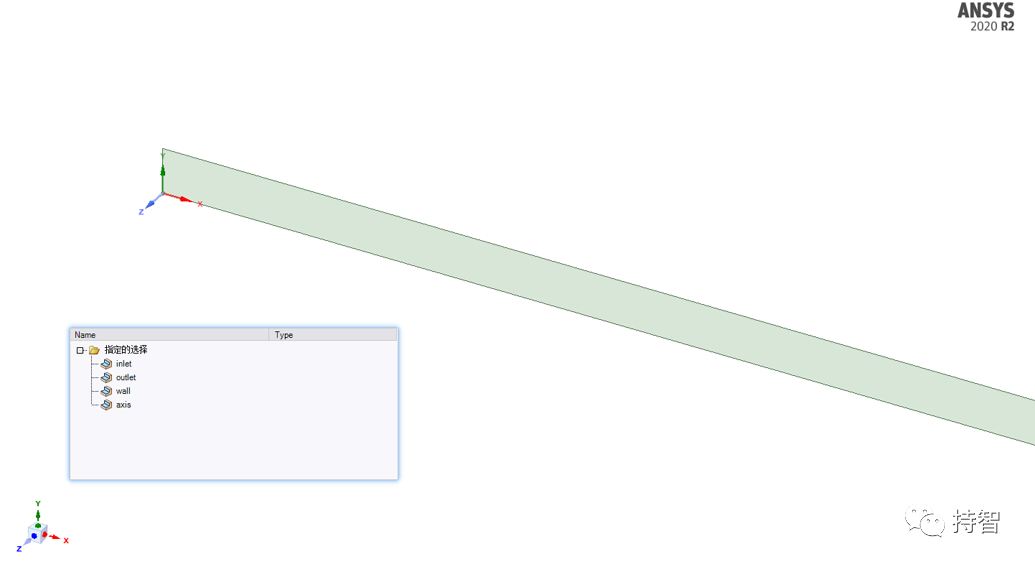 ANSYS
2020 R2
Y
X
Z
Name Type
指定的选择
inlet
outlet
wall
axis
Y
X
Z
持智